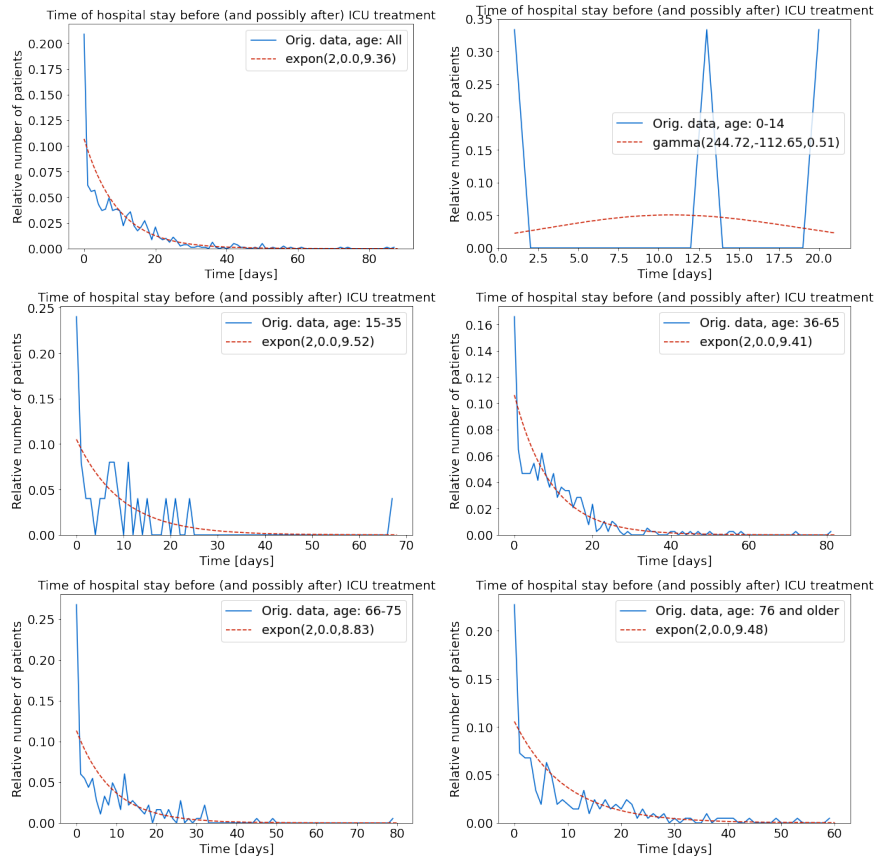 Time of hospital stay before (and possibly after) ICU treatment
Relative number of patients
0.200
0.175
0.150
0.125
0.100
0.075
0.050
0.025
0.000
Orig. data, age: All
expon(2,0.0,9.36)
0 20 40 60 80
Time [days]
Time of hospital stay before (and possibly after) ICU treatment
Relative number of patients
0.35
0.30
0.25
0.20
0.15
0.10
0.05
0.00
Orig. data, age: 0-14
gamma(244.72,-112.65,0.51)
0.0 2.5 5.0 7.5 10.0 12.5 15.0 17.5 20.0
Time [days]
Time of hospital stay before (and possibly after) ICU treatment
Relative number of patients
0.25
0.20
0.15
0.10
0.05
0.00
Orig. data, age: 15-35
expon(2,0.0,9.52)
0 10 20 30 40 50 60 70
Time [days]
Time of hospital stay before (and possibly after) ICU treatment
Relative number of patients
0.16
0.14
0.12
0.10
0.08
0.06
0.04
0.02
0.00
Orig. data, age: 36-65
expon(2,0.0,9.41)
0 20 40 60 80
Time [days]
Time of hospital stay before (and possibly after) ICU treatment
Relative number of patients
0.25
0.20
0.15
0.10
0.05
0.00
Orig. data, age: 66-75
expon(2,0.0,8.83)
0 10 20 30 40 50 60 70 80
Time [days]
Time of hospital stay before (and possibly after) ICU treatment
Relative number of patients
0.20
0.15
0.10
0.05
0.00
Orig. data, age: 76 and older
expon(2,0.0,9.48)
0 10 20 30 40 50 60
Time [days]